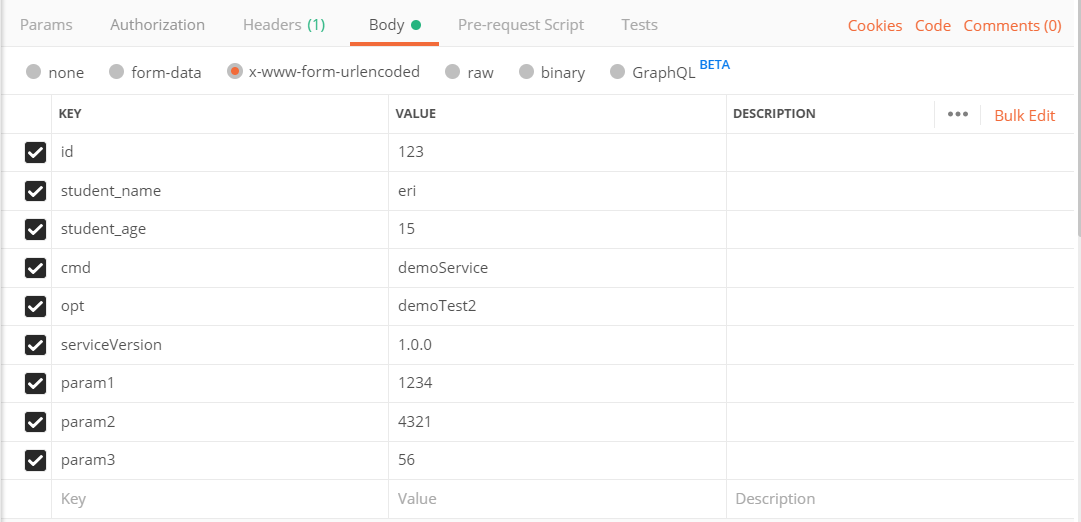 Params Authorization Headers (1) Body Pre-request Script Tests Cookies Code Comments (0)
none form-data x-www-form-urlencoded raw binary GraphQL BETA
KEY VALUE DESCRIPTION ••• Bulk Edit
id 123
student_name eri
student_age 15
cmd demoService
opt demoTest2
serviceVersion 1.0.0
param1 1234
param2 4321
param3 56
Key Value Description